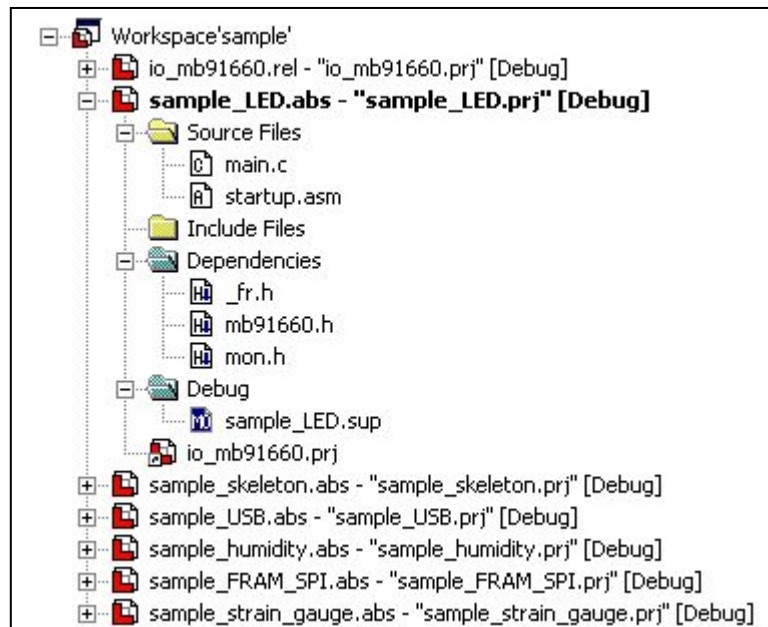 Workspace'sample'
io_mb91660.rel - "io_mb91660.prj" [Debug]
sample_LED.abs - "sample_LED.prj" [Debug]
Source Files
main.c
startup.asm
Include Files
Dependencies
_fr.h
mb91660.h
mon.h
Debug
sample_LED.sup
io_mb91660.prj
sample_skeleton.abs - "sample_skeleton.prj" [Debug]
sample_USB.abs - "sample_USB.prj" [Debug]
sample_humidity.abs - "sample_humidity.prj" [Debug]
sample_FRAM_SPI.abs - "sample_FRAM_SPI.prj" [Debug]
sample_strain_gauge.abs - "sample_strain_gauge.prj" [Debug]